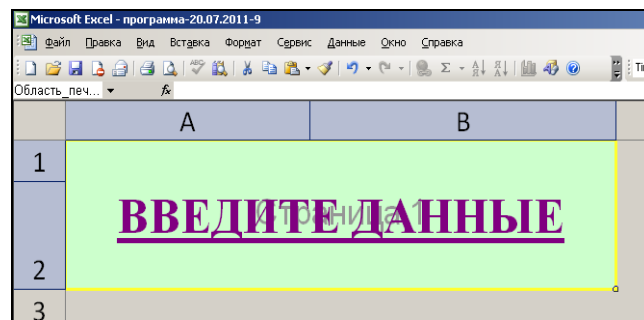 Microsoft Excel - программа-20.07.2011-9
Файл Правка Вид Вставка Формат Сервис Данные Окно Справка
Область_печ... fx
A B
1
Страница 1
ВВЕДИТЕ ДАННЫЕ
2
3